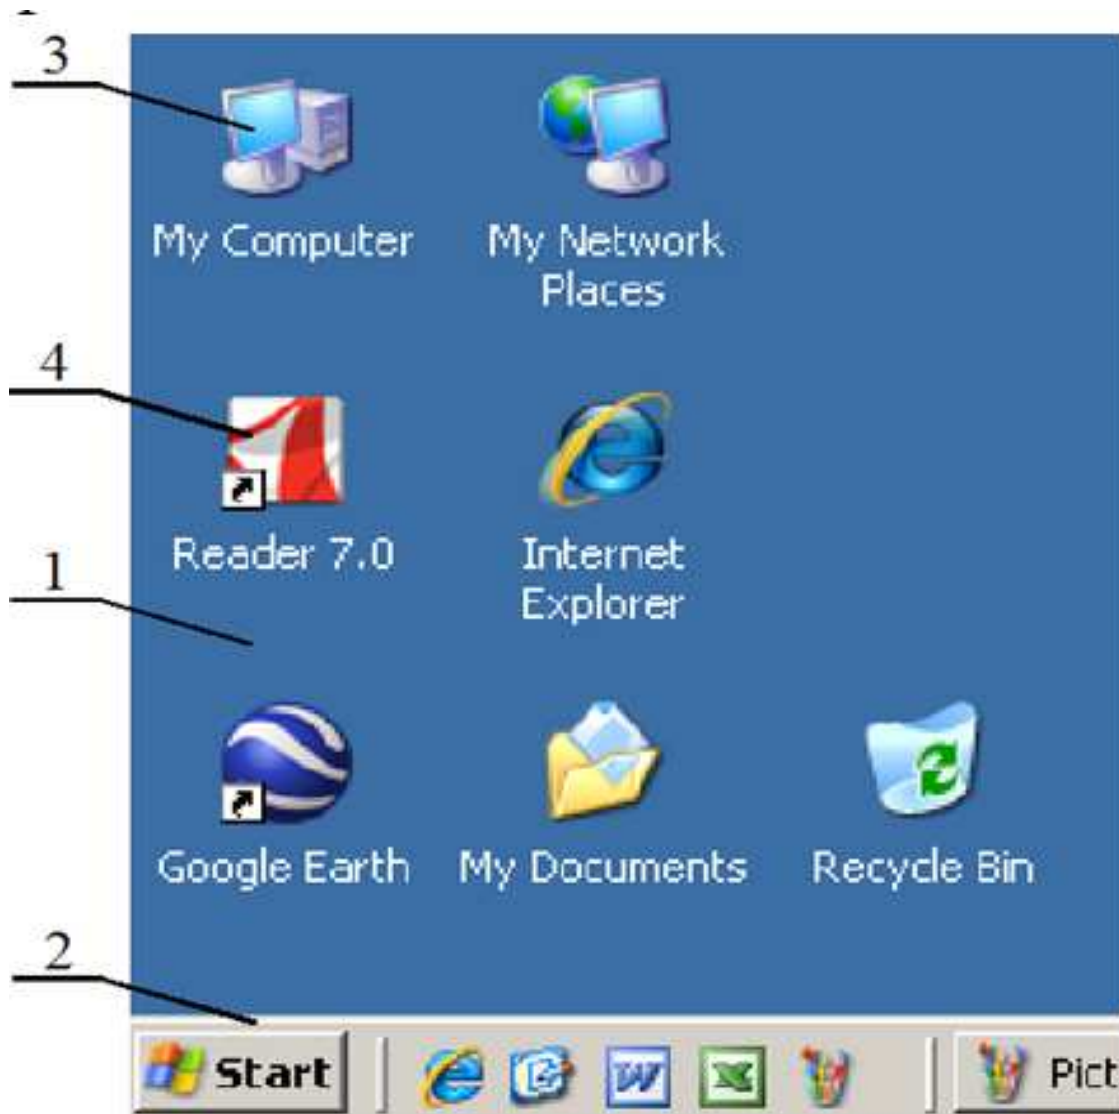 3
My Computer
My Network
Places
4
Reader 7.0
Internet
Explorer
1
Google Earth
My Documents
Recycle Bin
2
Start
Pict